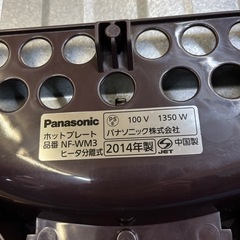 Panasonic
ホットプレート
品番 NF-WM3
ヒータ分離式
PS E
100 V 1350 W
パナソニック株式会社
2014年製
S JET
中国製